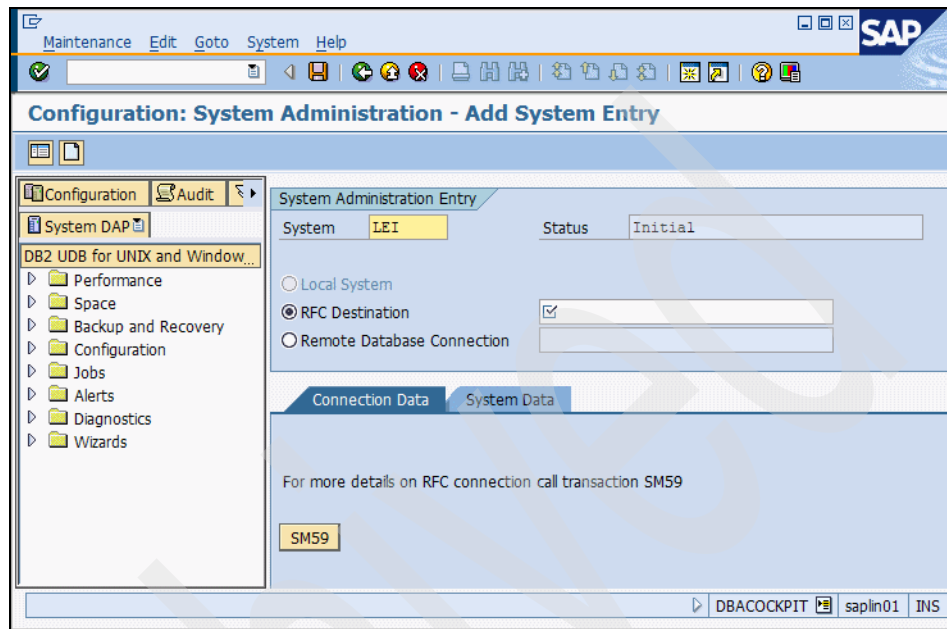 Maintenance Edit Goto System Help
SAP
Configuration: System Administration - Add System Entry
Configuration Audit
System DAP
DB2 UDB for UNIX and Window...
Performance
Space
Backup and Recovery
Configuration
Jobs
Alerts
Diagnostics
Wizards
System Administration Entry
System LEI Status Initial
Local System
RFC Destination
Remote Database Connection
Connection Data System Data
For more details on RFC connection call transaction SM59
SM59
DBACOCKPIT saplin01 INS